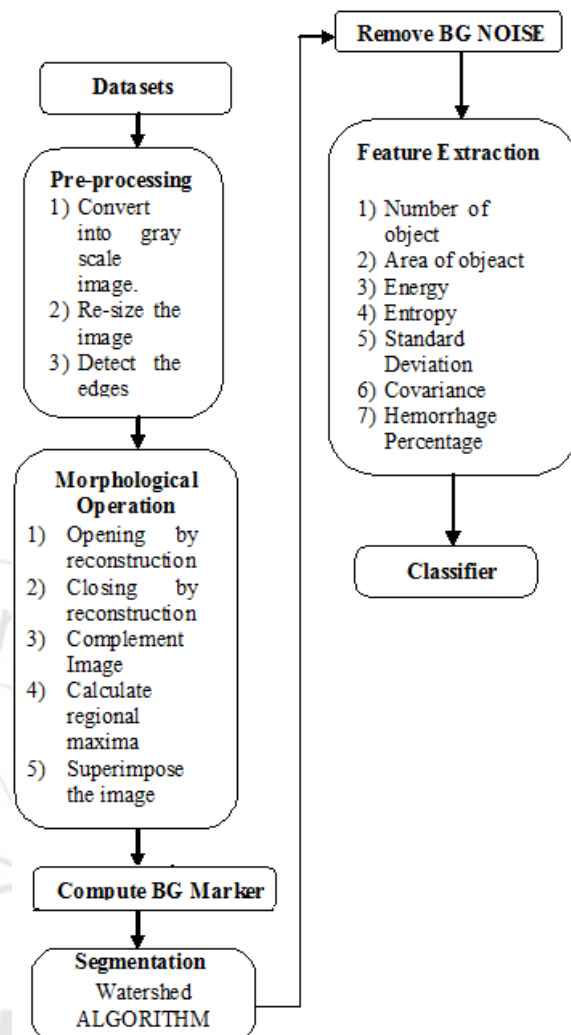 Datasets
Pre-processing
1) Convert
into gray
scale
image.
2) Re-size the
image
3) Detect the
edges
Morphological
Operation
1) Opening by
reconstruction
2) Closing by
reconstruction
3) Complement
Image
4) Calculate
regional
maxima
5) Superimpose
the image
Compute BG Marker
Segmentation
Watershed
ALGORITHM
Remove BG NOISE
Feature Extraction
1) Number of
object
2) Area of objeact
3) Energy
4) Entropy
5) Standard
Deviation
6) Covariance
7) Hemorrhage
Percentage
Classifier